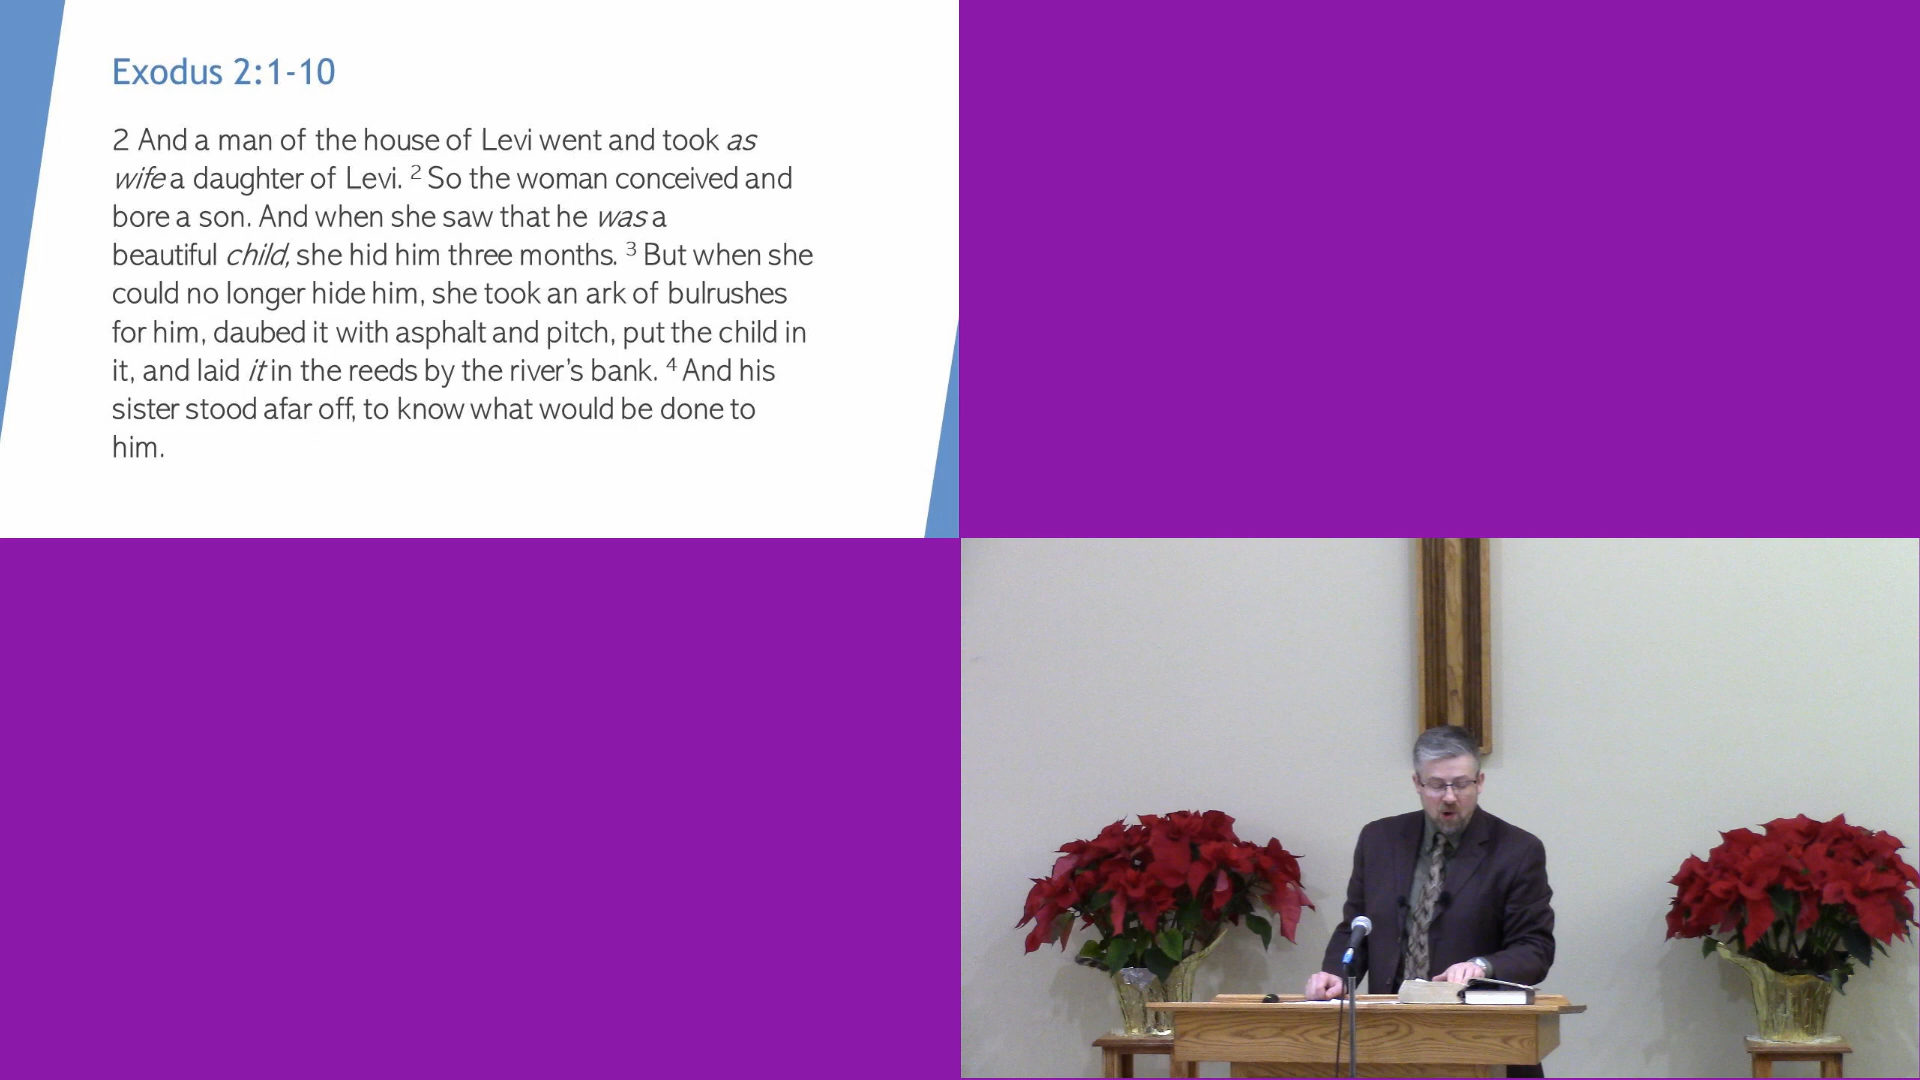 Exodus 2:1-10
2 And a man of the house of Levi went and took as
wife a daughter of Levi. ² So the woman conceived and
bore a son. And when she saw that he was a
beautiful child, she hid him three months. ³ But when she
could no longer hide him, she took an ark of bulrushes
for him, daubed it with asphalt and pitch, put the child in
it, and laid it in the reeds by the river’s bank. ⁴ And his
sister stood afar off, to know what would be done to
him.